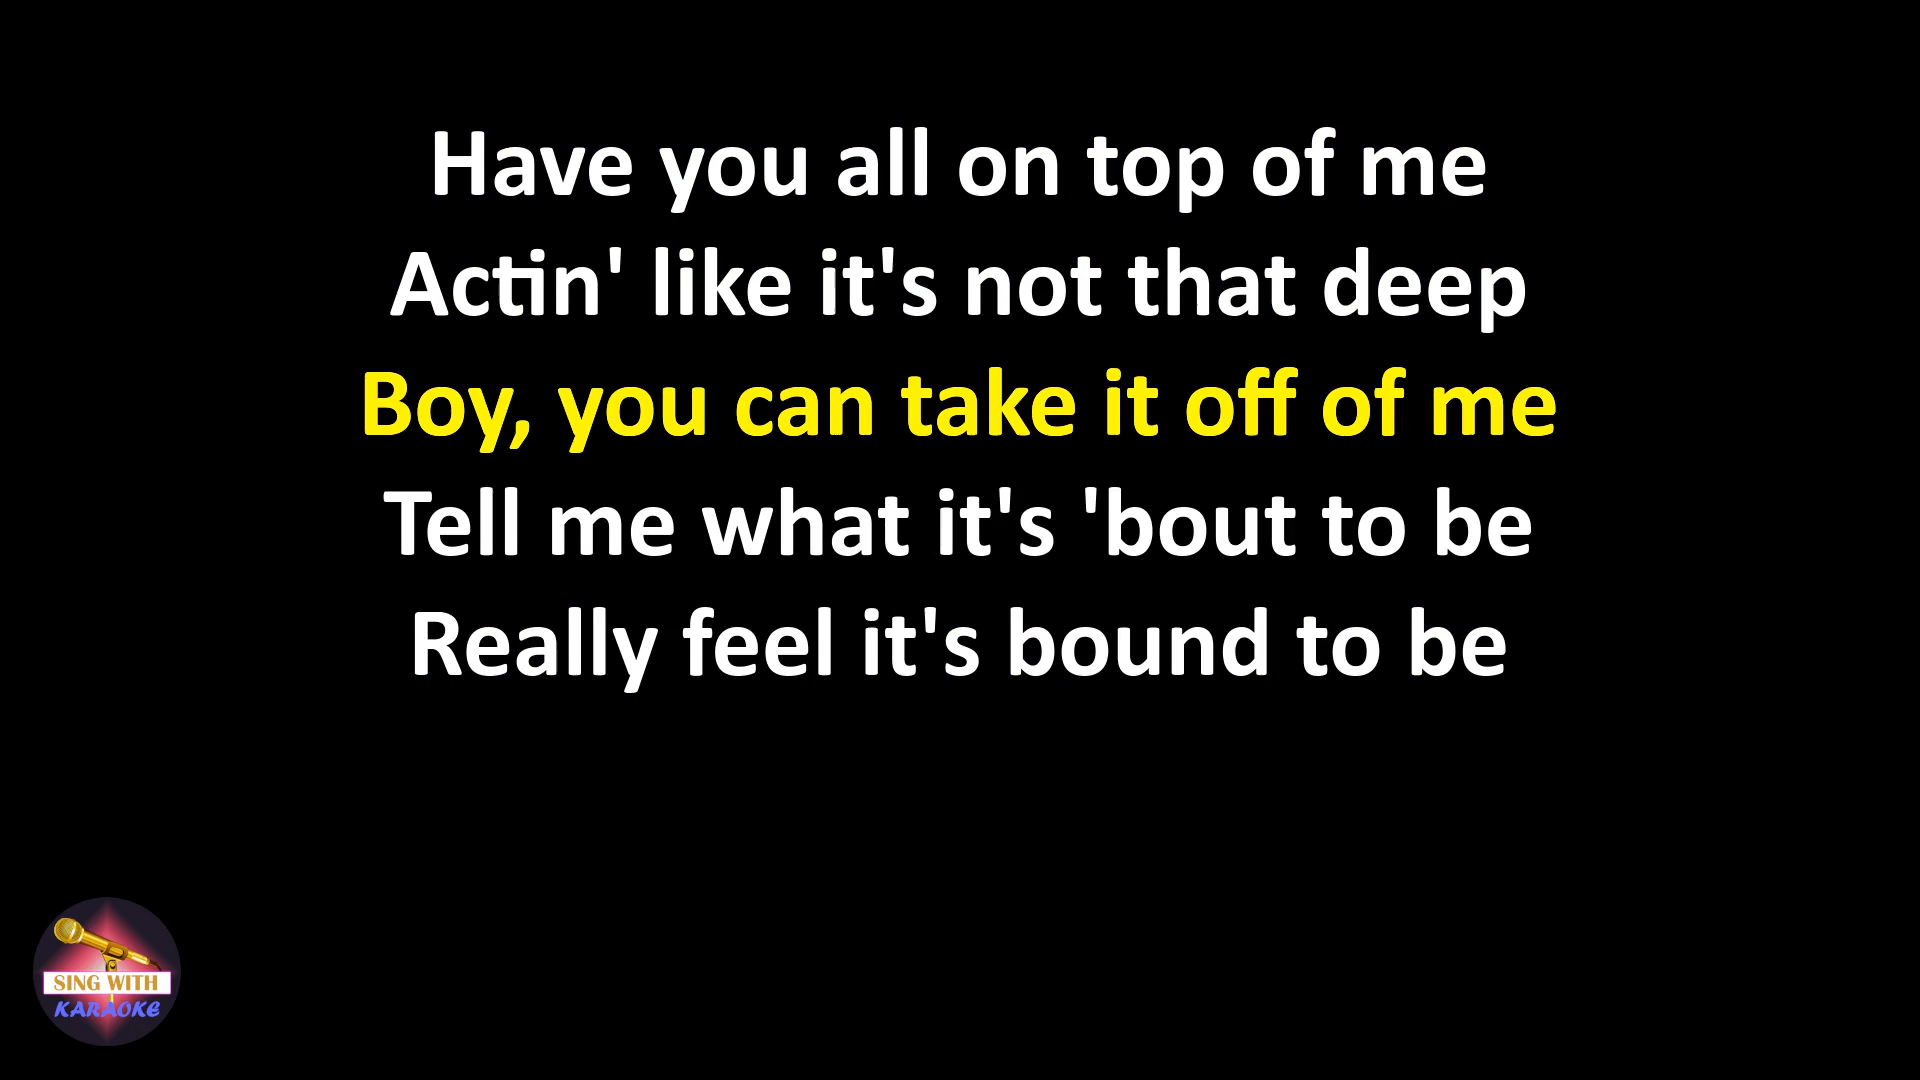 Have you all on top of me
Actin' like it's not that deep
Boy, you can take it off of me
Tell me what it's 'bout to be
Really feel it's bound to be
SING WITH
KARAOKE